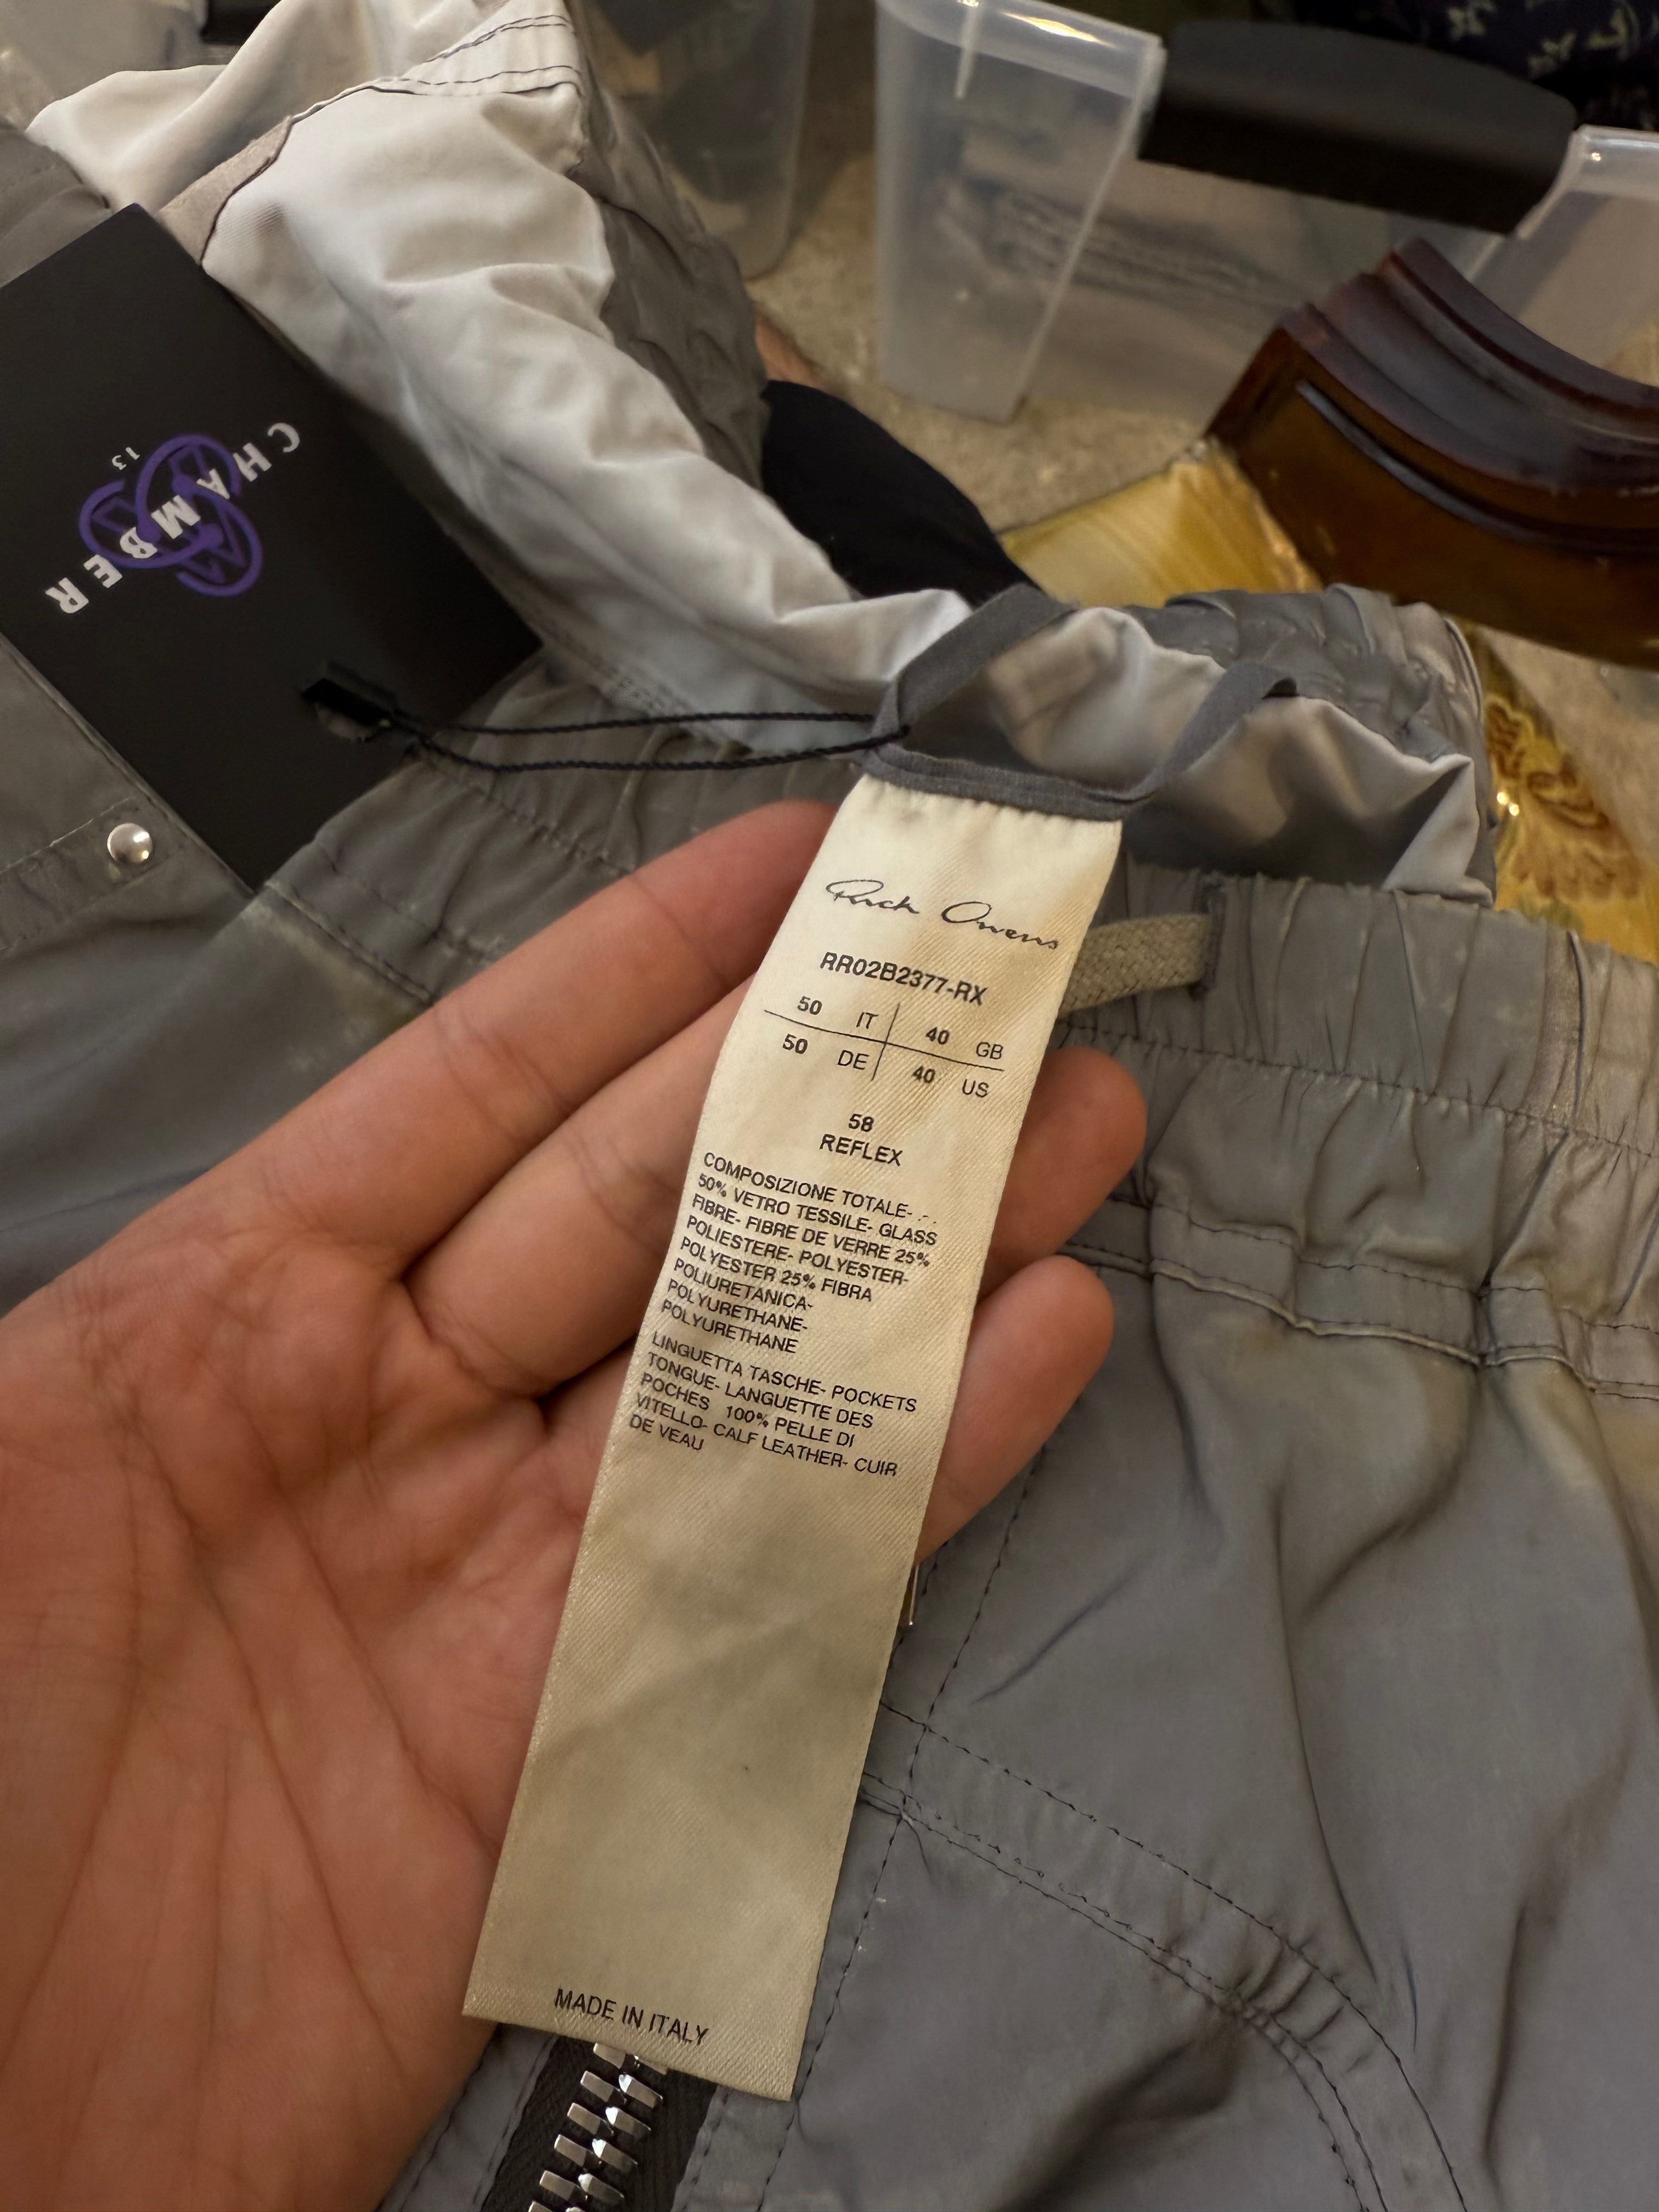 CHAMBER
13
Rick Owens
RR02B2377-RX
50 IT 40 GB
50 DE 40 US
58
REFLEX
COMPOSIZIONE TOTALE- - -
50% VETRO TESSILE- GLASS
FIBRE- FIBRE DE VERRE 25%
POLIESTERE- POLYESTER-
POLYESTER 25% FIBRA
POLIURETANICA-
POLYURETHANE-
POLYURETHANE
LINGUETTA TASCHE- POCKETS
TONGUE- LANGUETTE DES
POCHES 100% PELLE DI
VITELLO- CALF LEATHER- CUIR
DE VEAU
MADE IN ITALY